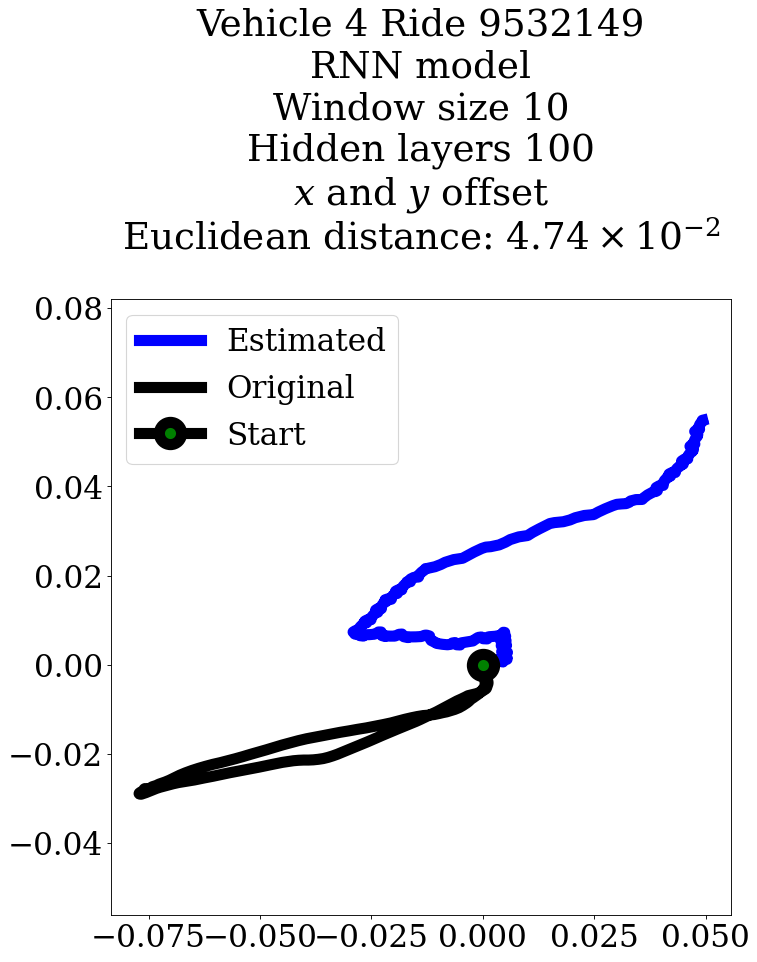 Vehicle 4 Ride 9532149
RNN model
Window size 10
Hidden layers 100
x and y offset
Euclidean distance: 4.74 × 10⁻²
0.08
0.06
0.04
0.02
0.00
−0.02
−0.04
Estimated
Original
Start
−0.075 −0.050 −0.025 0.000 0.025 0.050